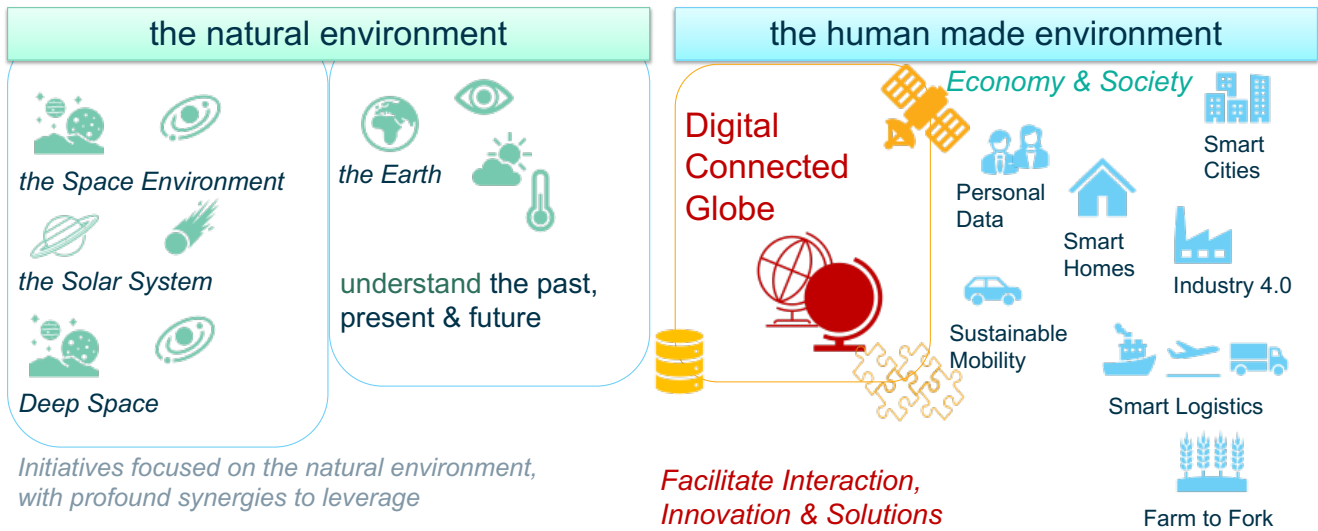 the natural environment
the Space Environment
the Solar System
Deep Space
the Earth
understand the past,
present & future
Initiatives focused on the natural environment,
with profound synergies to leverage
the human made environment
Digital
Connected
Globe
Facilitate Interaction,
Innovation & Solutions
Economy & Society
Personal
Data
Smart
Cities
Smart
Homes
Industry 4.0
Sustainable
Mobility
Smart Logistics
Farm to Fork